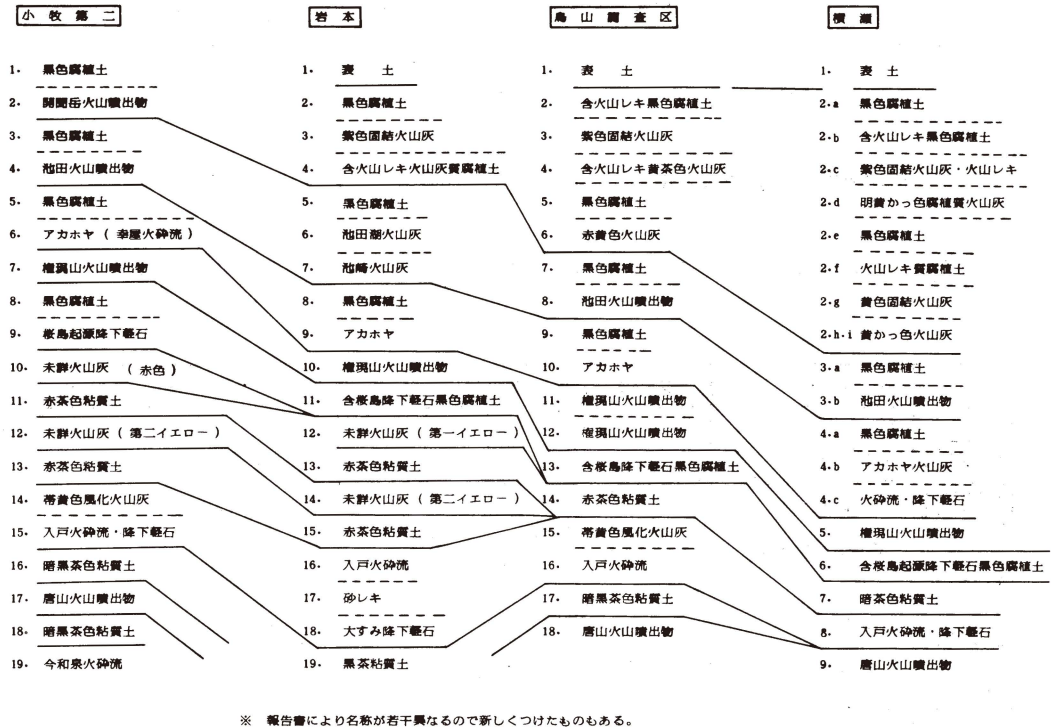 小牧第二
1. 黒色腐植土
2. 開聞岳火山噴出物
3. 黒色腐植土
4. 池田火山噴出物
5. 黒色腐植土
6. アカホヤ ( 幸屋火砕流 )
7. 権現山火山噴出物
8. 黒色腐植土
9. 桜島起源降下軽石
10. 未詳火山灰 ( 赤色 )
11. 赤茶色粘質土
12. 未詳火山灰 ( 第二イエロー )
13. 赤茶色粘質土
14. 帯黄色風化火山灰
15. 入戸火砕流・降下軽石
16. 暗黒茶色粘質土
17. 唐山火山噴出物
18. 暗黒茶色粘質土
19. 今和泉火砕流
岩本
1. 表 土
2. 黒色腐植土
3. 紫色固結火山灰
4. 含火山レキ火山灰質腐植土
5. 黒色腐植土
6. 池田湖火山灰
7. 池崎火山灰
8. 黒色腐植土
9. アカホヤ
10. 権現山火山噴出物
11. 含桜島降下軽石黒色腐植土
12. 未詳火山灰 ( 第一イエロー )
13. 赤茶色粘質土
14. 未詳火山灰 ( 第二イエロー )
15. 赤茶色粘質土
16. 入戸火砕流
17. 砂レキ
18. 大すみ降下軽石
19. 黒茶粘質土
鳥山調査区
1. 表 土
2. 含火山レキ黒色腐植土
3. 紫色固結火山灰
4. 含火山レキ黄茶色火山灰
5. 黒色腐植土
6. 赤黄色火山灰
7. 黒色腐植土
8. 池田火山噴出物
9. 黒色腐植土
10. アカホヤ
11. 権現山火山噴出物
12. 権現山火山噴出物
13. 含桜島降下軽石黒色腐植土
14. 赤茶色粘質土
15. 帯黄色風化火山灰
16. 入戸火砕流
17. 暗黒茶色粘質土
18. 唐山火山噴出物
横瀬
1. 表 土
2.a 黒色腐植土
2.b 含火山レキ黒色腐植土
2.c 紫色固結火山灰・火山レキ
2.d 明黄かっ色腐植質火山灰
2.e 黒色腐植土
2.f 火山レキ質腐植土
2.g 黄色固結火山灰
2.h.i 黄かっ色火山灰
3.a 黒色腐植土
3.b 池田火山噴出物
4.a 黒色腐植土
4.b アカホヤ火山灰
4.c 火砕流・降下軽石
5. 権現山火山噴出物
6. 含桜島起源降下軽石黒色腐植土
7. 暗茶色粘質土
8. 入戸火砕流・降下軽石
9. 唐山火山噴出物
※ 報告書により名称が若干異なるので新しくつけたものもある。